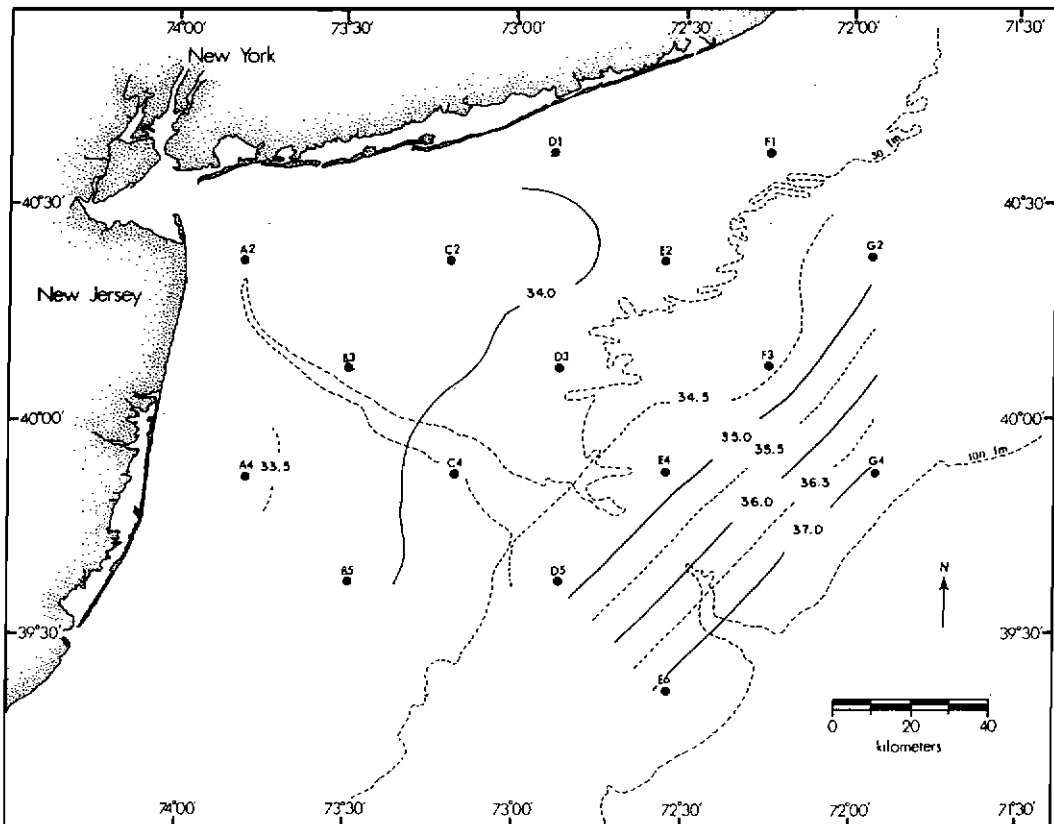 74°00' 73°30' 73°00' 72°30' 72°00' 71°30'
New York
D1 F1
30 fm
40°30' 40°30'
A2 C2 E2 G2
New Jersey
34.0
B3 D3 F3
34.5
40°00' 40°00'
35.0
33.5 35.5
100 fm
A4 C4 E4 G4
36.3
36.0
37.0
B5 D5
N
39°30' 39°30'
E6
0 20 40
kilometers
74°00' 73°30' 73°00' 72°30' 72°00' 71°30'